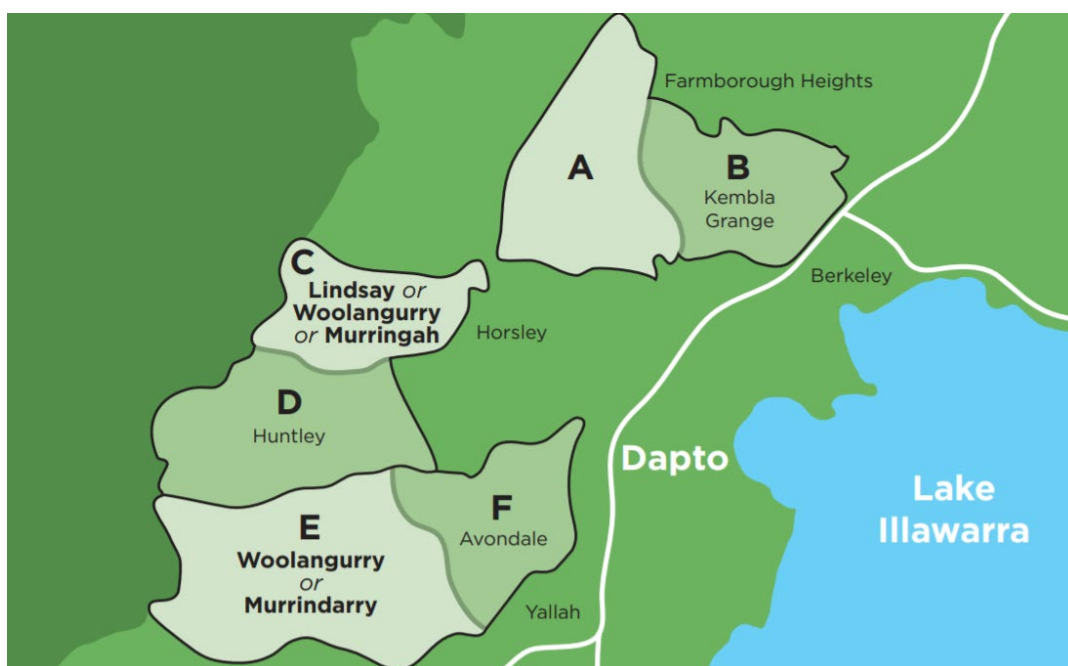 Farmborough Heights
A
B
Kembla
Grange
Berkeley
C
Lindsay or
Woolangurry
or Murringah
Horsley
D
Huntley
Dapto
Lake
Illawarra
E
Woolangurry
or
Murrindarry
F
Avondale
Yallah